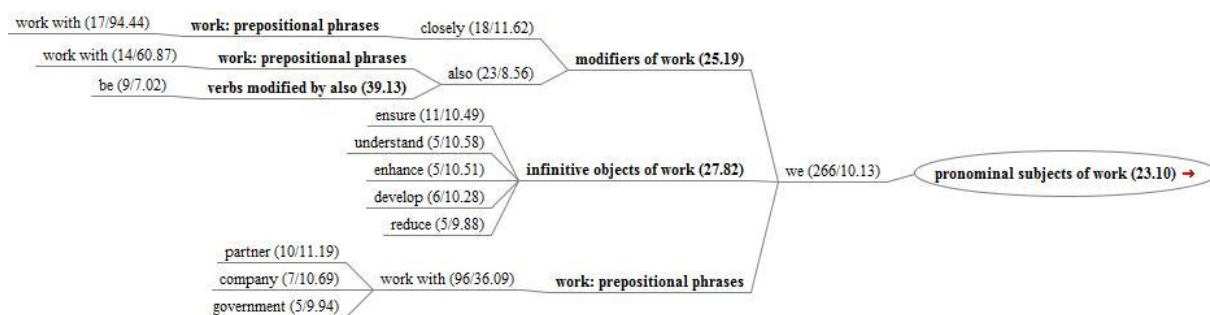 work with (17/94.44) work: prepositional phrases closely (18/11.62)
work with (14/60.87) work: prepositional phrases
modifiers of work (25.19)
also (23/8.56)
be (9/7.02) verbs modified by also (39.13)
ensure (11/10.49)
understand (5/10.58)
enhance (5/10.51) infinitive objects of work (27.82) we (266/10.13) pronominal subjects of work (23.10) →
develop (6/10.28)
reduce (5/9.88)
partner (10/11.19)
company (7/10.69) work with (96/36.09) work: prepositional phrases
government (5/9.94)